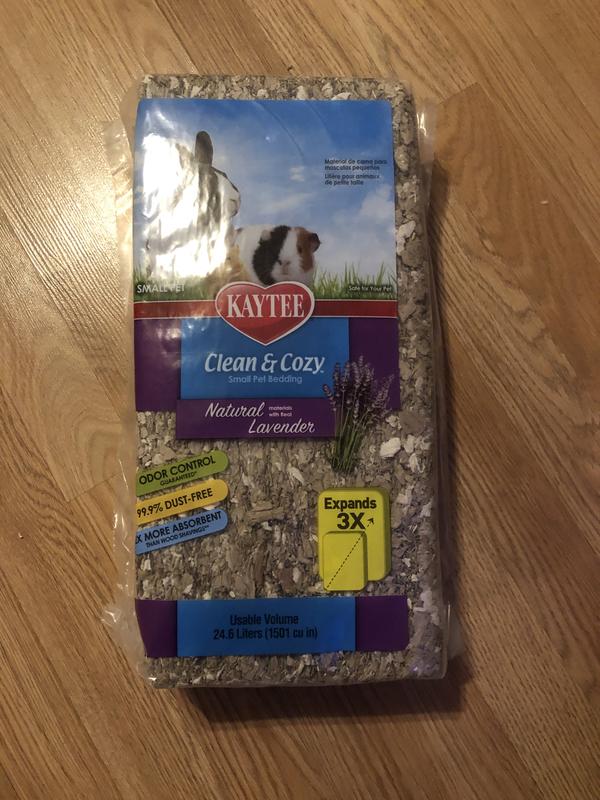 Material de cama para
mascotas pequeñas
Litière pour animaux
de petite taille
SMALL PET
Safe for Your Pet
KAYTEE
Clean & Cozy
Small Pet Bedding
Natural materials
with Real
Lavender
ODOR CONTROL
GUARANTEED*
99.9% DUST-FREE
X MORE ABSORBENT
THAN WOOD SHAVINGS**
Expands
3X
Usable Volume
24.6 Liters (1501 cu in)